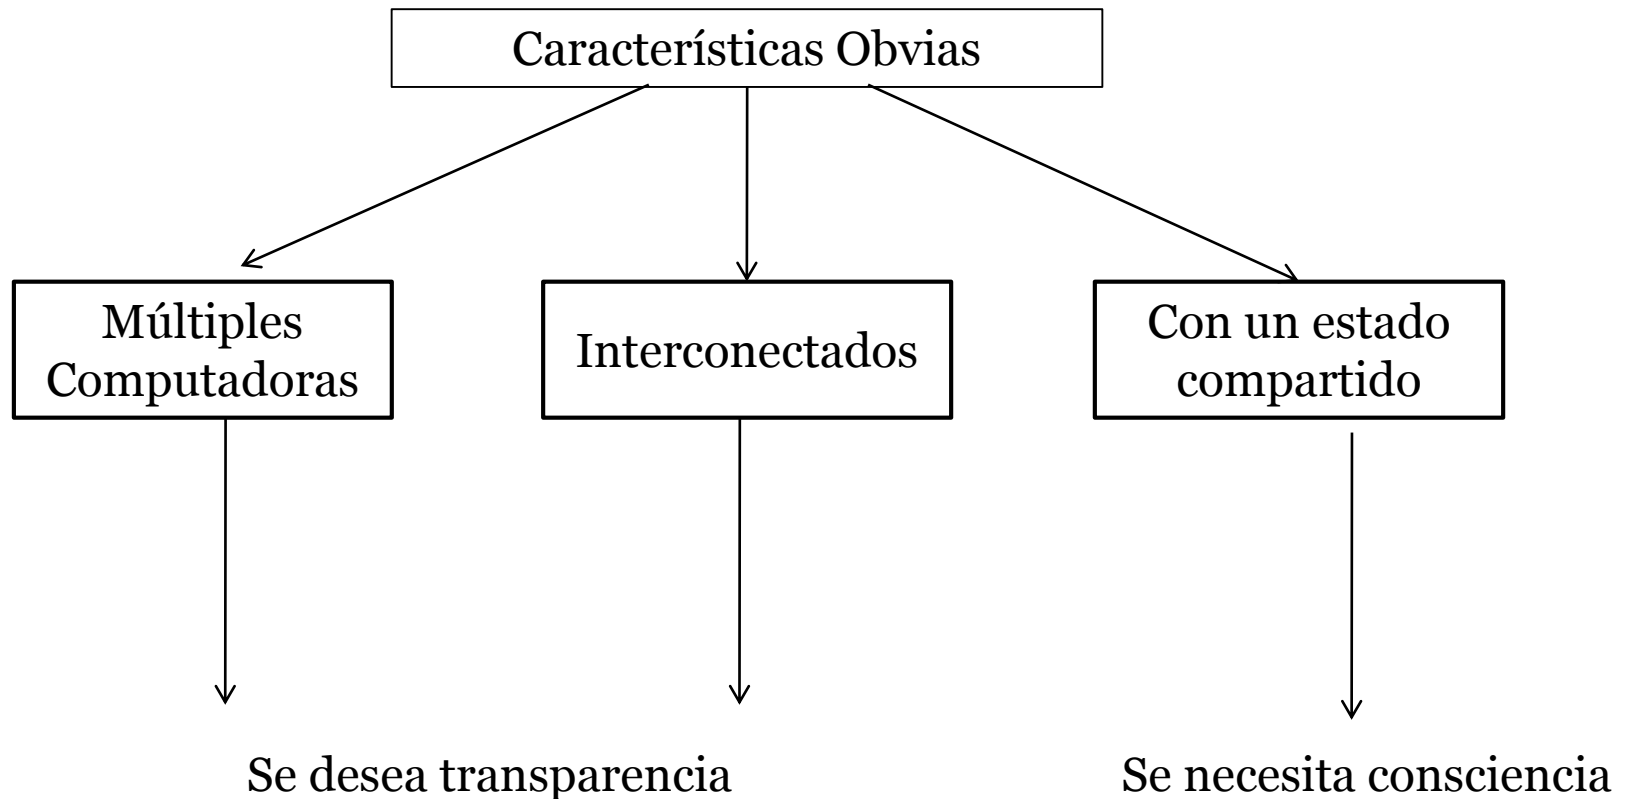 Características Obvias
Múltiples
Computadoras
Interconectados
Con un estado
compartido
Se desea transparencia
Se necesita consciencia